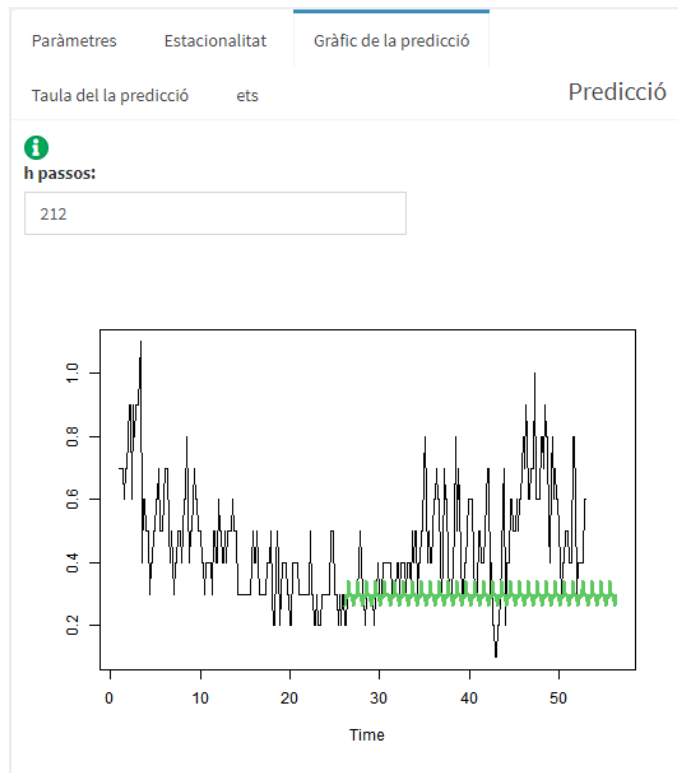 Paràmetres Estacionalitat Gràfic de la predicció
Taula del la predicció ets Predicció
h passos:
212
1.0
0.8
0.6
0.4
0.2
0 10 20 30 40 50
Time